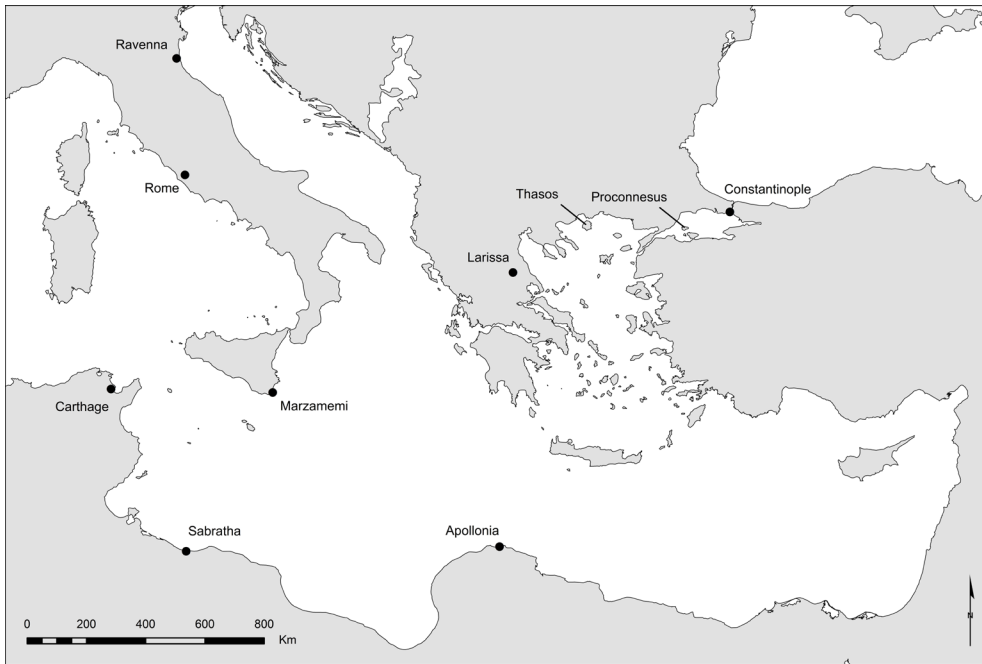 Ravenna
Rome
Thasos
Proconnesus
Constantinople
Larissa
Carthage
Marzamemi
Sabratha
Apollonia
0 200 400 600 800
Km
N